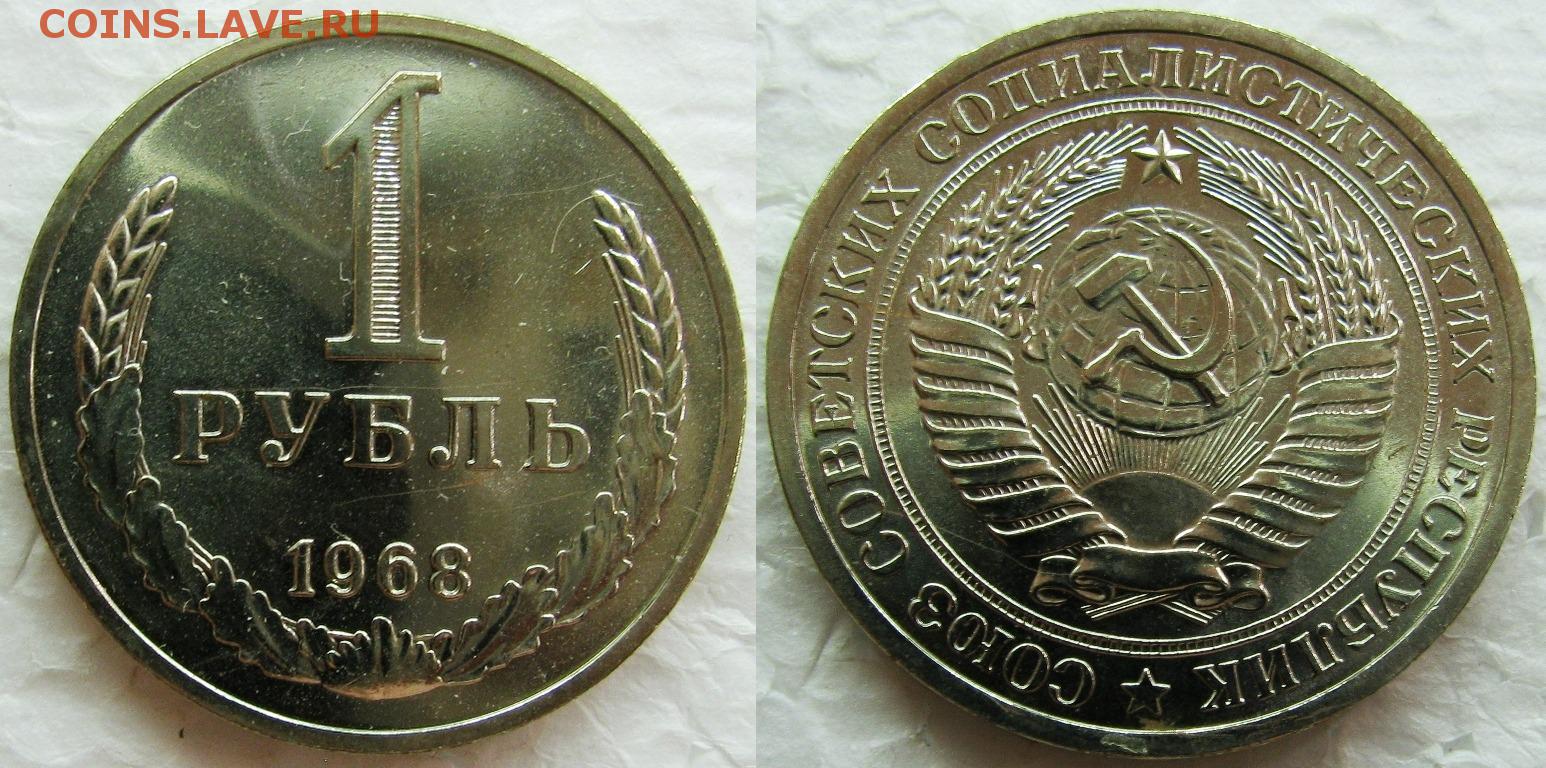 COINS.LAVE.RU
1
РУБЛЬ
1968
СОЮЗ СОВЕТСКИХ СОЦИАЛИСТИЧЕСКИХ РЕСПУБЛИК